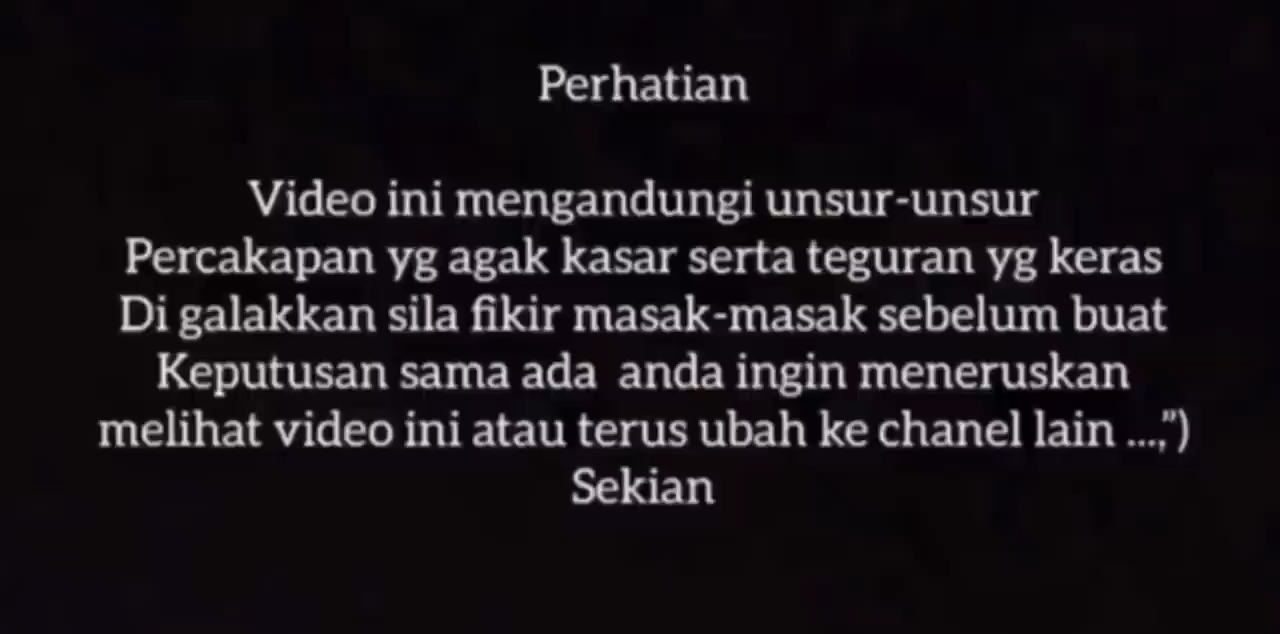 Perhatian
Video ini mengandungi unsur-unsur
Percakapan yg agak kasar serta teguran yg keras
Di galakkan sila fikir masak-masak sebelum buat
Keputusan sama ada  anda ingin meneruskan
melihat video ini atau terus ubah ke chanel lain ...,")
Sekian